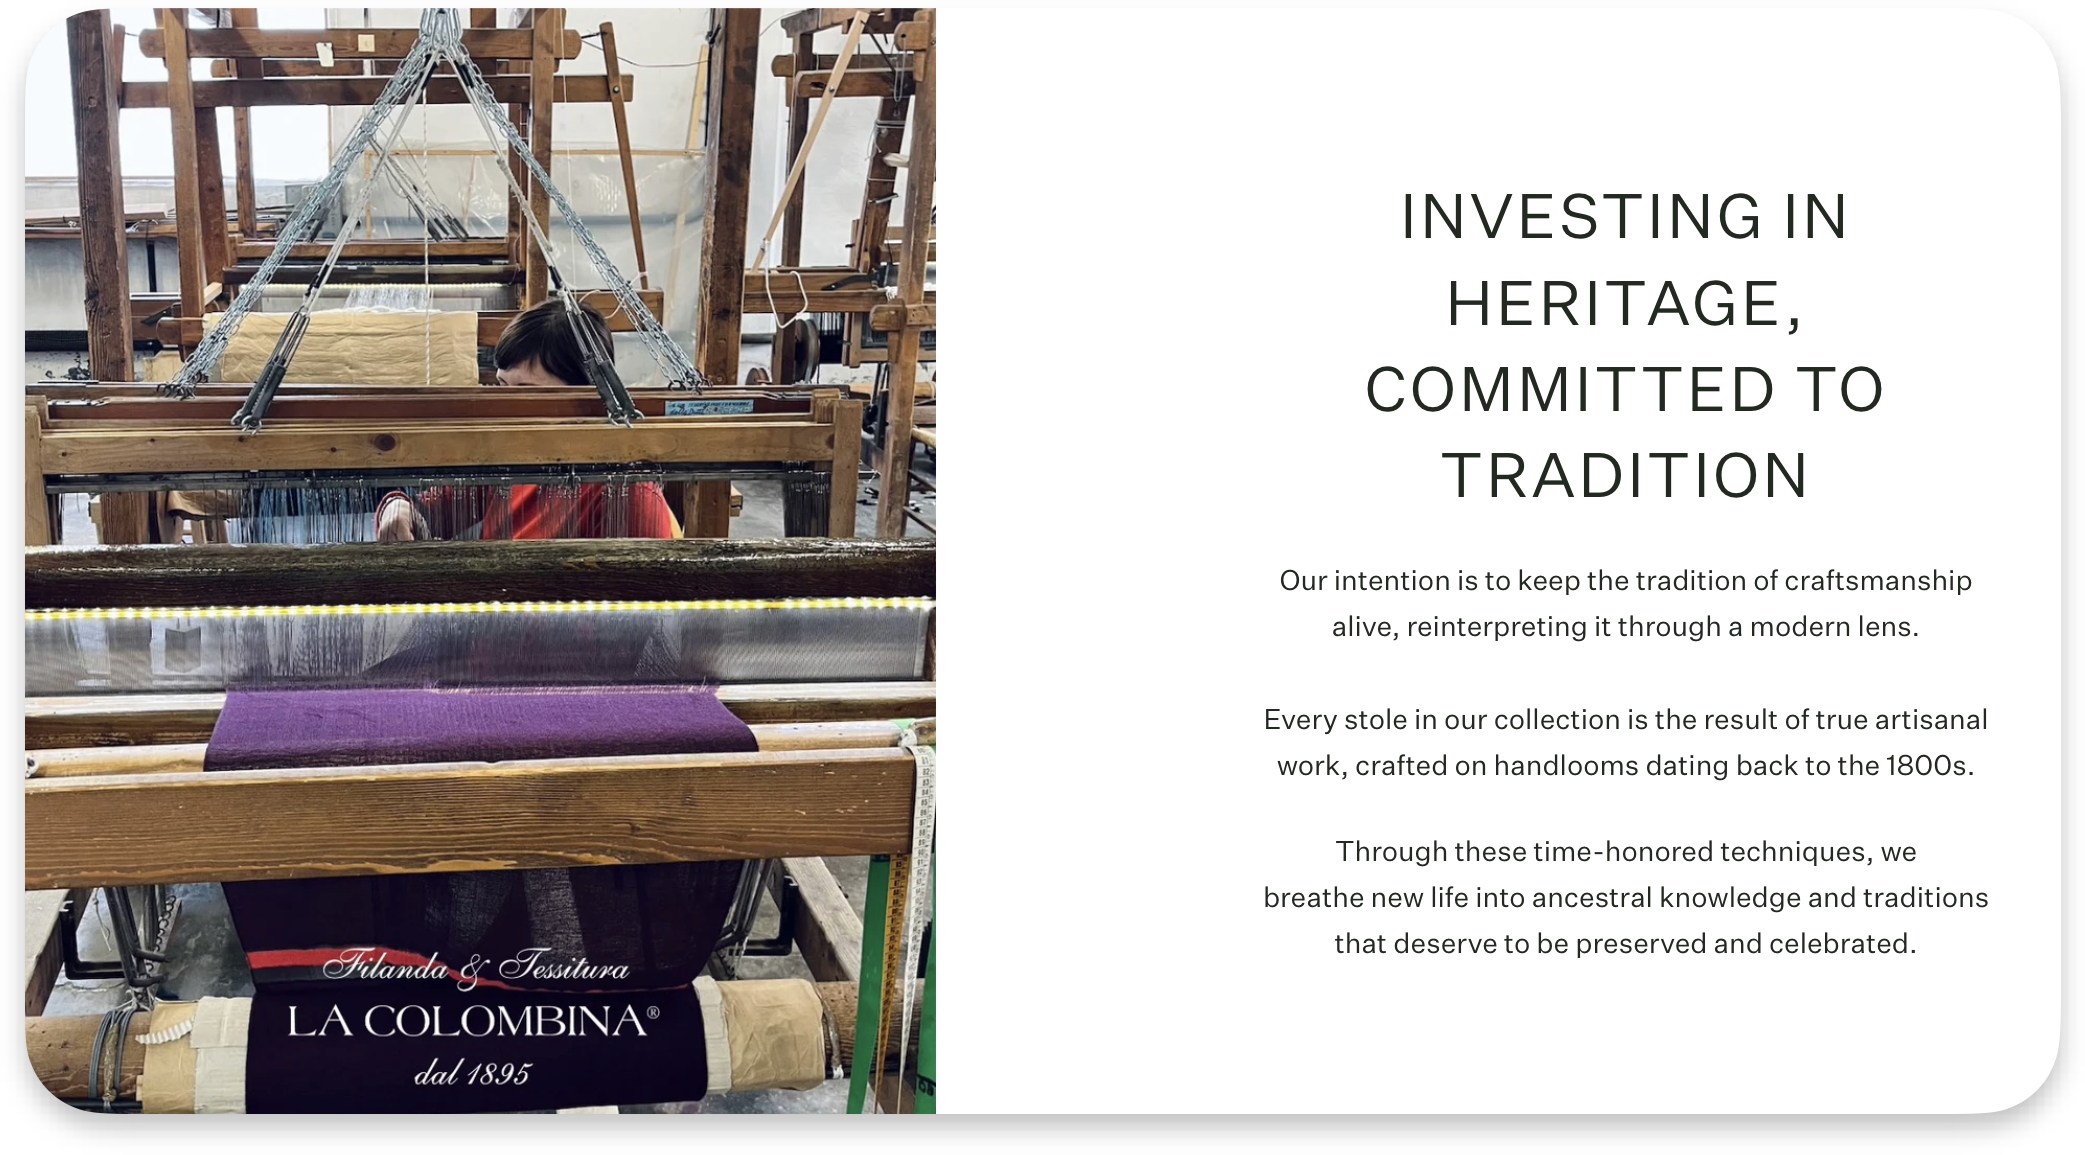 INVESTING IN
HERITAGE,
COMMITTED TO
TRADITION
Our intention is to keep the tradition of craftsmanship
alive, reinterpreting it through a modern lens.
Every stole in our collection is the result of true artisanal
work, crafted on handlooms dating back to the 1800s.
Through these time-honored techniques, we
breathe new life into ancestral knowledge and traditions
that deserve to be preserved and celebrated.
Filanda & Tessitura
LA COLOMBINA®
dal 1895